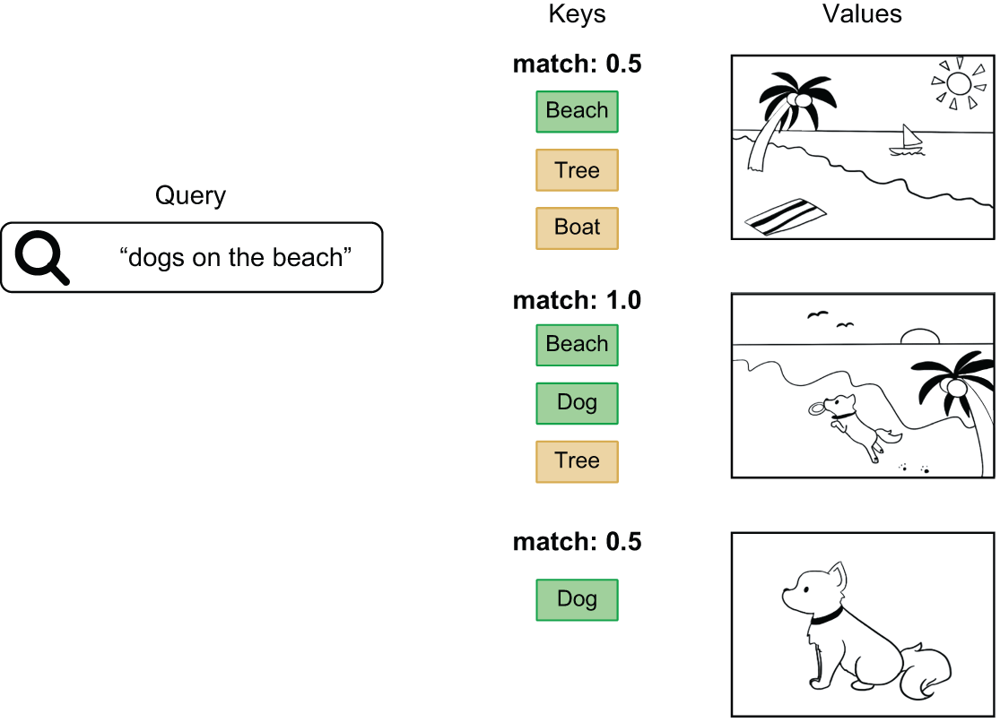 Keys
Values
match: 0.5
Beach
Tree
Boat
Query
“dogs on the beach”
match: 1.0
Beach
Dog
Tree
match: 0.5
Dog